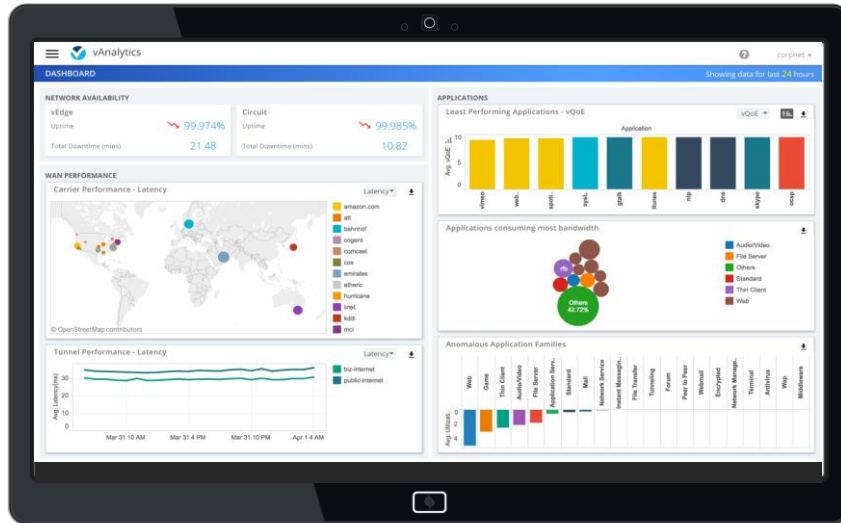 vAnalytics
corpnet
DASHBOARD
Showing data for last 24 hours
NETWORK AVAILABILITY
vEdge
Uptime
99.974%
Total Downtime (mins)
21.48
Circuit
Uptime
99.985%
Total Downtime (mins)
10.82
WAN PERFORMANCE
Carrier Performance - Latency
Latency
amazon.com
att
bahnhof
cogent
comcast
cox
emirates
etheric
hurricane
iinet
kddi
mci
© OpenStreetMap contributors
Tunnel Performance - Latency
Latency
Avg. Latency(ms)
30
20
10
0
Mar 31 10 AM
Mar 31 4 PM
Mar 31 10 PM
Apr 1 4 AM
biz-internet
public-internet
APPLICATIONS
Least Performing Applications - vQoE
vQoE
Application
Avg. vQoE
10
5
0
vimeo
web..
spoti..
sysl..
gtalk
itunes
ntp
dns
skype
ocsp
Applications consuming most bandwidth
rfb
Others
42.72%
Audio/Video
File Server
Others
Standard
Thin Client
Web
Anomalous Application Families
Web
Game
Thin Client
Audio/Video
File Server
Application Serv..
Standard
Mail
Network Service
Instant Messagin..
File Transfer
Tunneling
Forum
Peer to Peer
Webmail
Encrypted
Network Manage..
Terminal
Antivirus
Wap
Middleware
Avg. Utilizati..
0
2
4